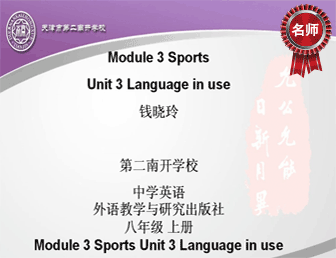 天津市第二南开学校
名师
Module 3 Sports
Unit 3 Language in use
钱晓玲
允公允能
日新月异
第二南开学校
中学英语
外语教学与研究出版社
八年级 上册
Module 3 Sports Unit 3 Language in use